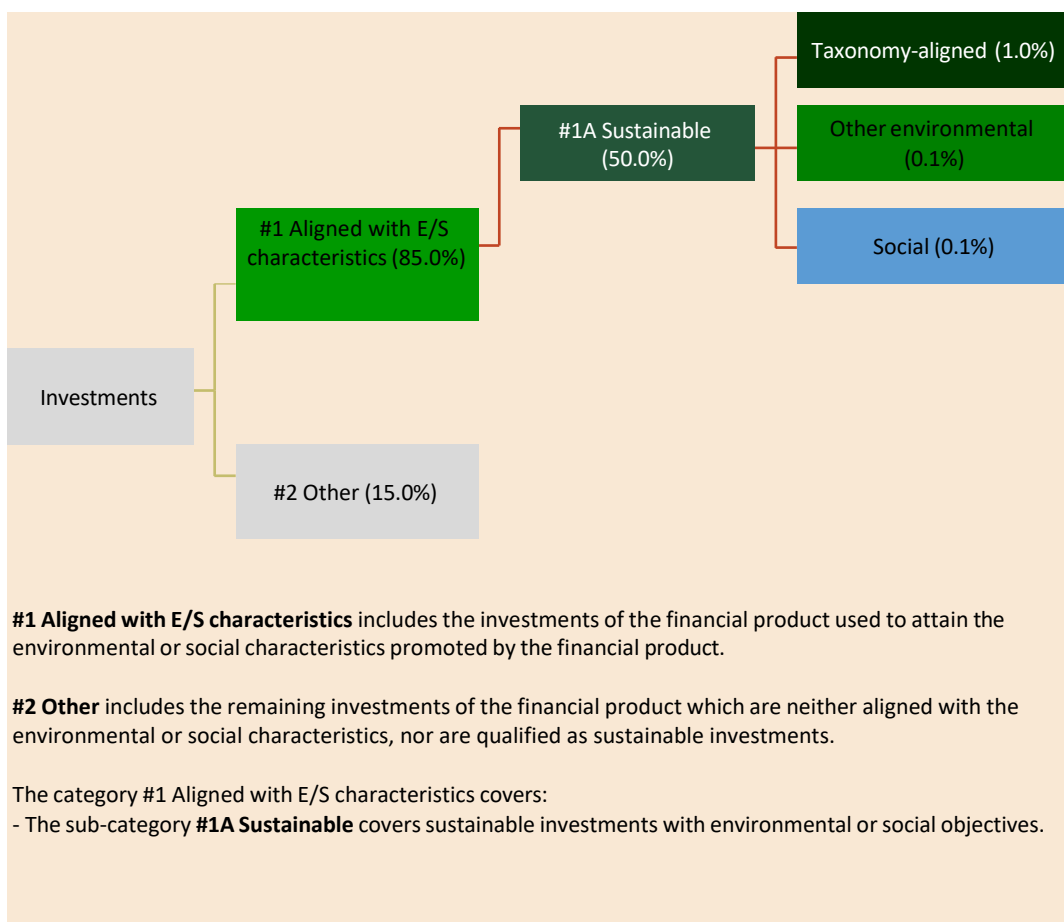 Taxonomy-aligned (1.0%)
#1A Sustainable
(50.0%)
Other environmental
(0.1%)
#1 Aligned with E/S
characteristics (85.0%)
Social (0.1%)
Investments
#2 Other (15.0%)
#1 Aligned with E/S characteristics includes the investments of the financial product used to attain the
environmental or social characteristics promoted by the financial product.
#2 Other includes the remaining investments of the financial product which are neither aligned with the
environmental or social characteristics, nor are qualified as sustainable investments.
The category #1 Aligned with E/S characteristics covers:
- The sub-category #1A Sustainable covers sustainable investments with environmental or social objectives.